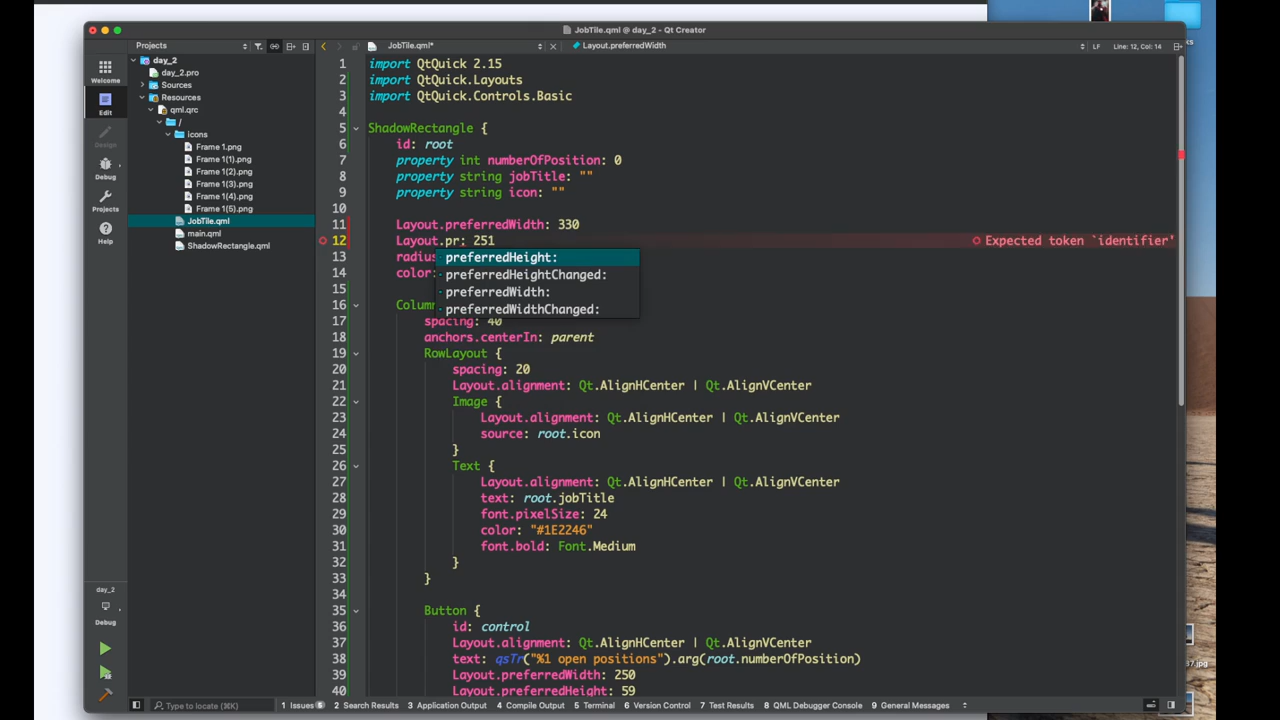 JobTile.qml @ day_2 - Qt Creator
Projects
JobTile.qml*
Layout.preferredWidth
LF
Line: 12, Col: 14
Welcome
Edit
Design
Debug
Projects
Help
day_2
Debug
day_2
day_2.pro
Sources
Resources
qml.qrc
/
icons
Frame 1.png
Frame 1(1).png
Frame 1(2).png
Frame 1(3).png
Frame 1(4).png
Frame 1(5).png
JobTile.qml
main.qml
ShadowRectangle.qml
1 import QtQuick 2.15
2 import QtQuick.Layouts
3 import QtQuick.Controls.Basic
4
5 ShadowRectangle {
6 id: root
7 property int numberOfPosition: 0
8 property string jobTitle: ""
9 property string icon: ""
10
11 Layout.preferredWidth: 330
12 Layout.pr: 251 Expected token `identifier'
13 radius
14 color:
preferredHeight:
preferredHeightChanged:
preferredWidth:
preferredWidthChanged:
15
16 Column
17 spacing: 40
18 anchors.centerIn: parent
19 RowLayout {
20 spacing: 20
21 Layout.alignment: Qt.AlignHCenter | Qt.AlignVCenter
22 Image {
23 Layout.alignment: Qt.AlignHCenter | Qt.AlignVCenter
24 source: root.icon
25 }
26 Text {
27 Layout.alignment: Qt.AlignHCenter | Qt.AlignVCenter
28 text: root.jobTitle
29 font.pixelSize: 24
30 color: "#1E2246"
31 font.bold: Font.Medium
32 }
33 }
34
35 Button {
36 id: control
37 Layout.alignment: Qt.AlignHCenter | Qt.AlignVCenter
38 text: qsTr("%1 open positions").arg(root.numberOfPosition)
39 Layout.preferredWidth: 250
40 Layout.preferredHeight: 59
Type to locate (⌘K)
1 Issues 6
2 Search Results
3 Application Output
4 Compile Output
5 Terminal
6 Version Control
7 Test Results
8 QML Debugger Console
9 General Messages